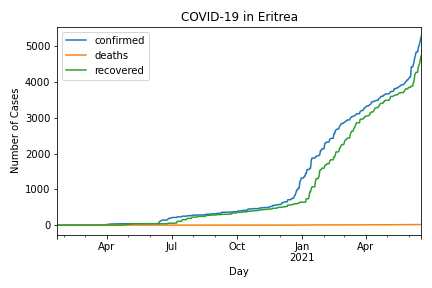 COVID-19 in Eritrea
confirmed
deaths
recovered
Number of Cases
5000
4000
3000
2000
1000
0
Apr
Jul
Oct
Jan
2021
Apr
Day